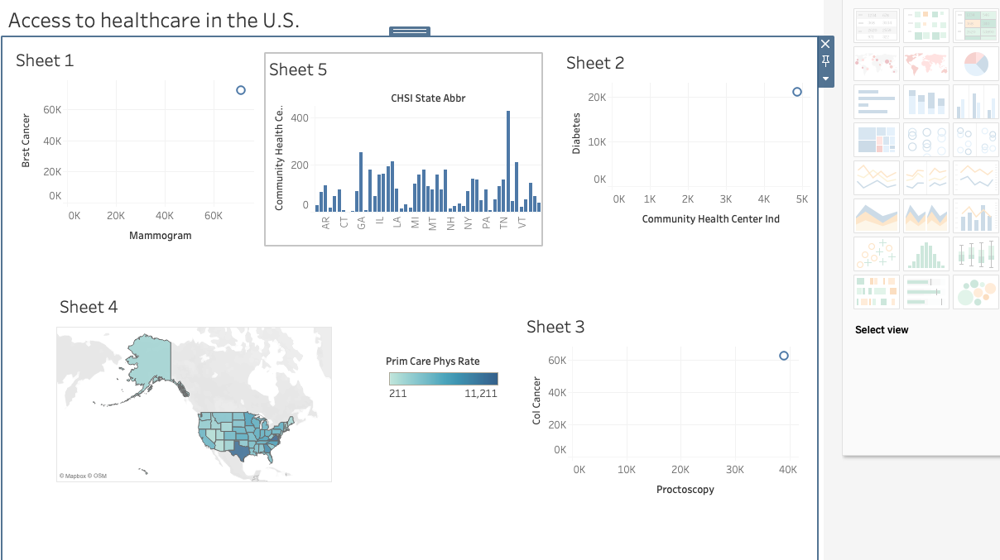 Access to healthcare in the U.S.
Sheet 1
Brst Cancer
60K
40K
20K
0K
0K 20K 40K 60K
Mammogram
Sheet 5
CHSI State Abbr
Community Health Ce..
400
200
0
AR CT GA IL LA MI MT NH NY PA TN VT
Sheet 2
Diabetes
20K
10K
0K
0K 1K 2K 3K 4K 5K
Community Health Center Ind
Sheet 4
© Mapbox © OSM
Prim Care Phys Rate
211 11,211
Sheet 3
Col Cancer
60K
40K
20K
0K
0K 10K 20K 30K 40K
Proctoscopy
Select view